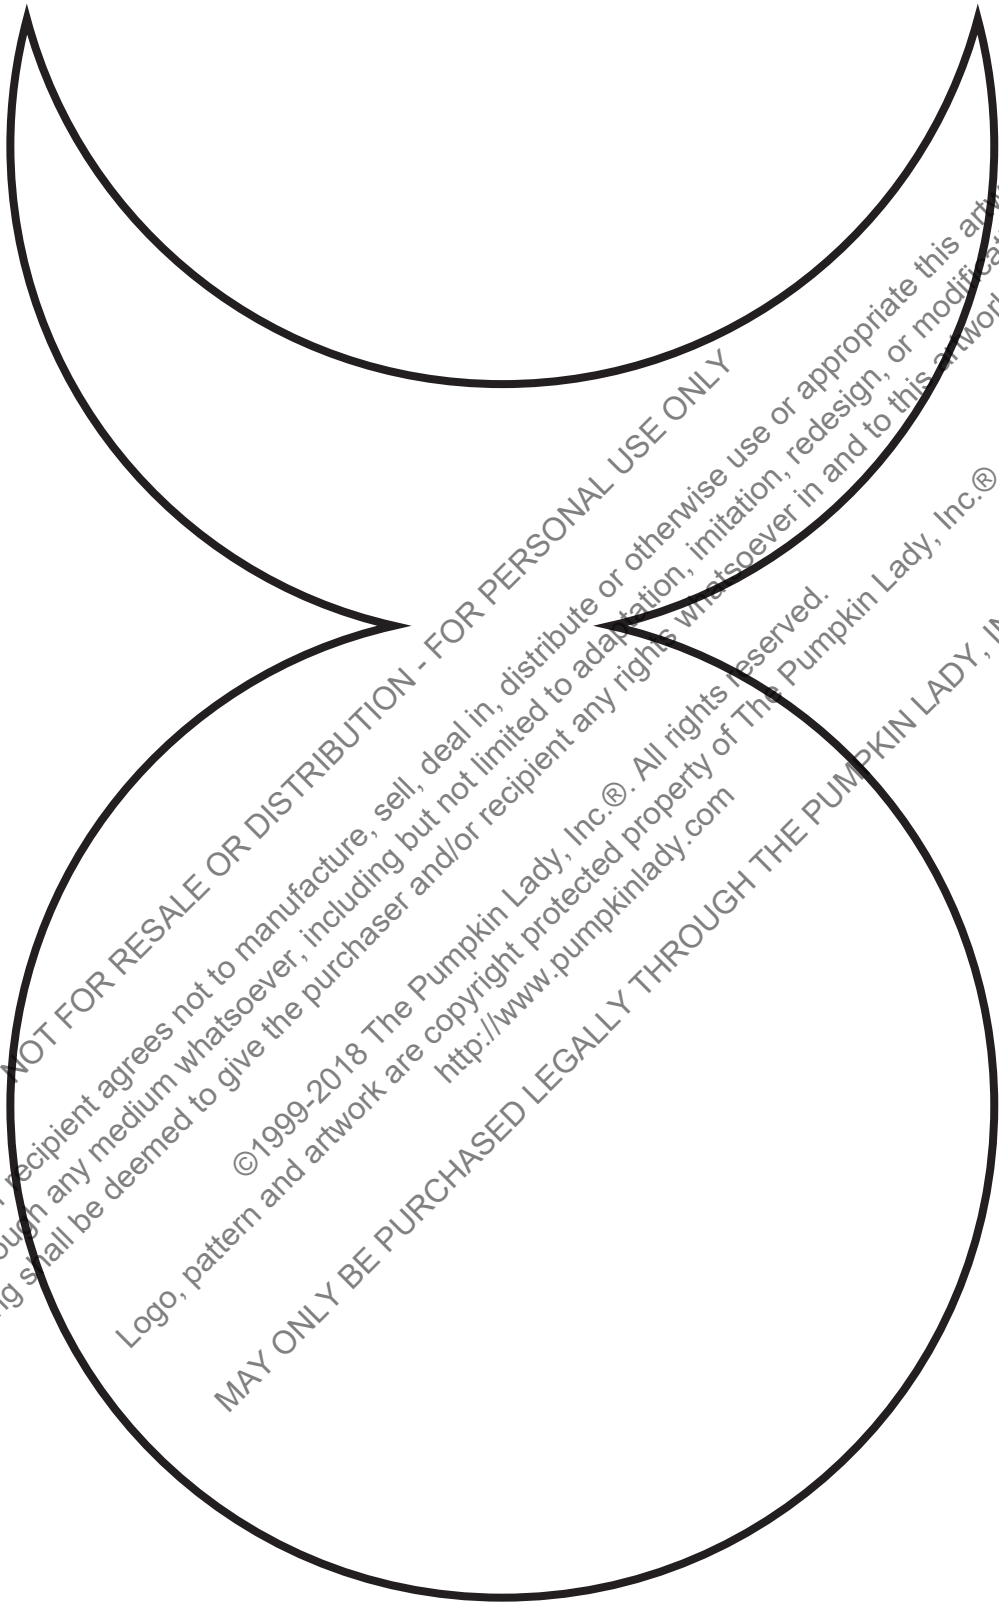 NOT FOR RESALE OR DISTRIBUTION - FOR PERSONAL USE ONLY
recipient agrees not to manufacture, sell, deal in, distribute or otherwise use or appropriate this
any medium whatsoever, including but not limited to adaptation, imitation, redesign, or
shall be deemed to give the purchaser and/or recipient any rights whatsoever in and to this
©1999-2018 The Pumpkin Lady, Inc.®. All rights reserved.
Logo, pattern and artwork are copyright protected property of The Pumpkin Lady, Inc.®
http://www.pumpkinlady.com
MAY ONLY BE PURCHASED LEGALLY THROUGH THE PUMPKIN LADY,